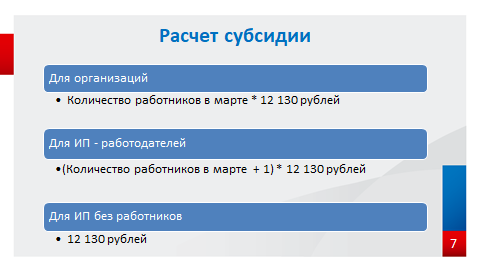 Расчет субсидии
Для организаций
• Количество работников в марте * 12 130 рублей
Для ИП - работодателей
•(Количество работников в марте + 1) * 12 130 рублей
Для ИП без работников
• 12 130 рублей
7